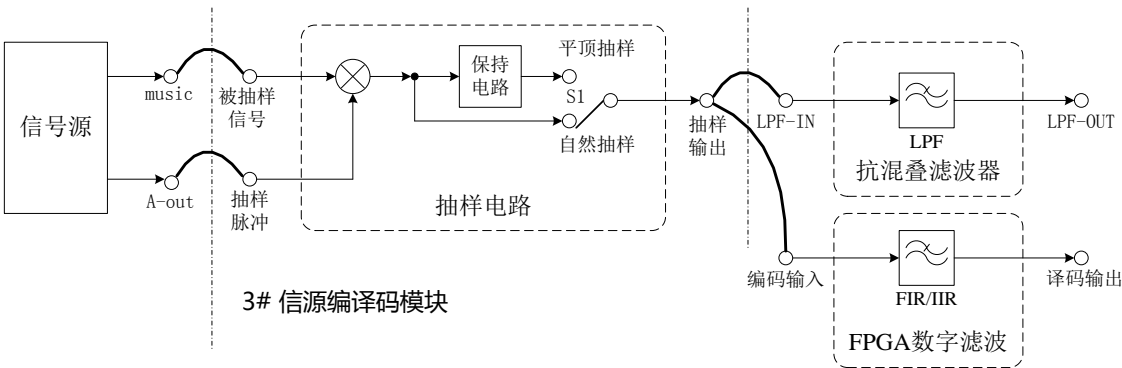 信号源
music
被抽样
信号
A-out
抽样
脉冲
保持
电路
平顶抽样
S1
自然抽样
抽样电路
抽样
输出
LPF-IN
LPF
抗混叠滤波器
LPF-OUT
编码输入
FIR/IIR
FPGA数字滤波
译码输出
3# 信源编译码模块